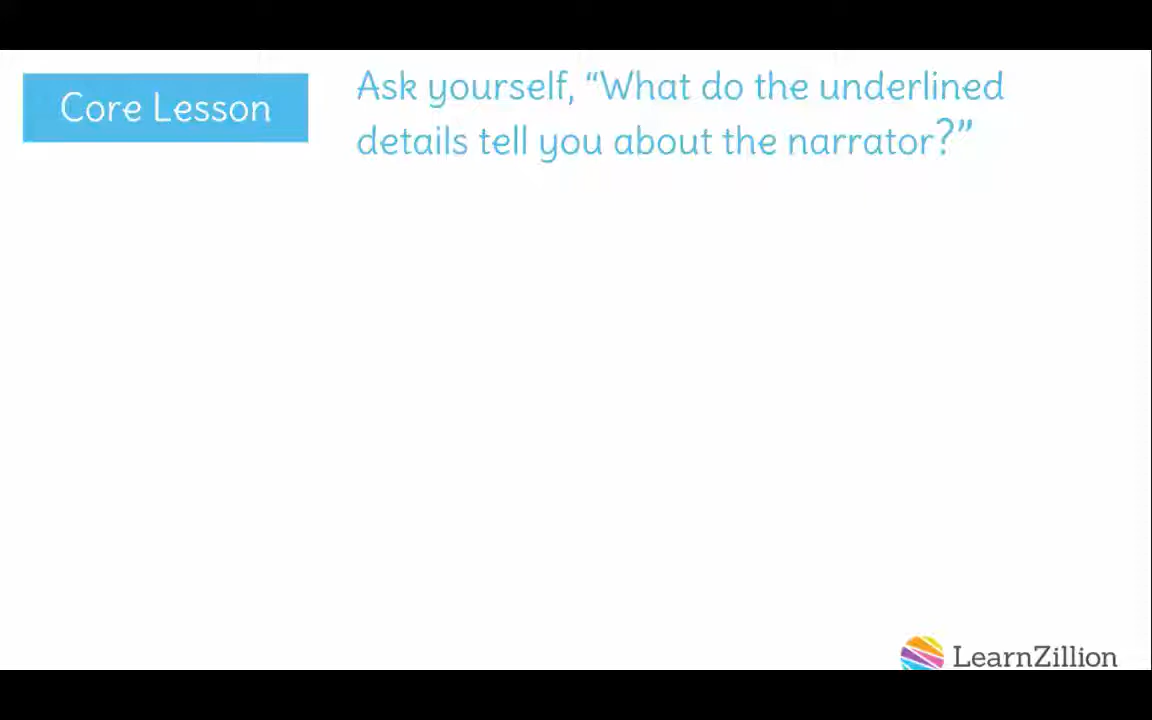 Core Lesson
Ask yourself, “What do the underlined
details tell you about the narrator?”
LearnZillion